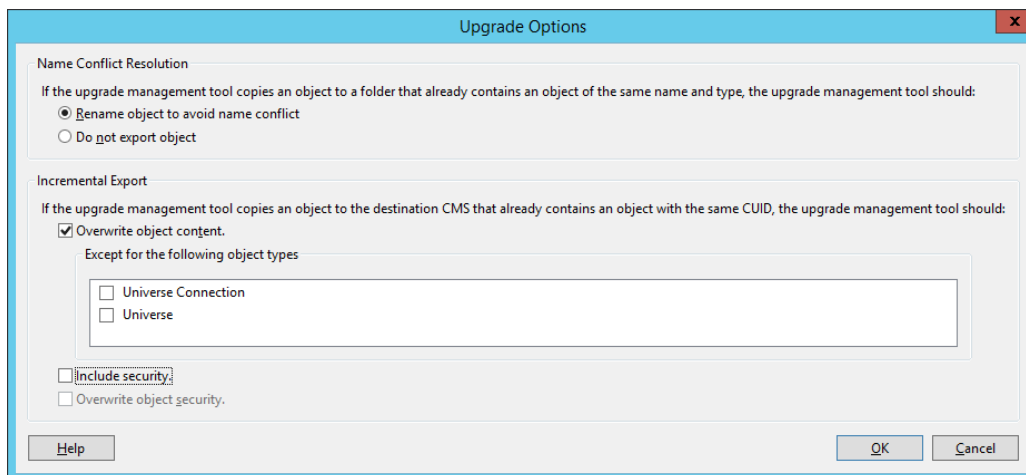 Upgrade Options
x
Name Conflict Resolution
If the upgrade management tool copies an object to a folder that already contains an object of the same name and type, the upgrade management tool should:
Rename object to avoid name conflict
Do not export object
Incremental Export
If the upgrade management tool copies an object to the destination CMS that already contains an object with the same CUID, the upgrade management tool should:
Overwrite object content.
Except for the following object types
Universe Connection
Universe
Include security.
Overwrite object security.
Help OK Cancel